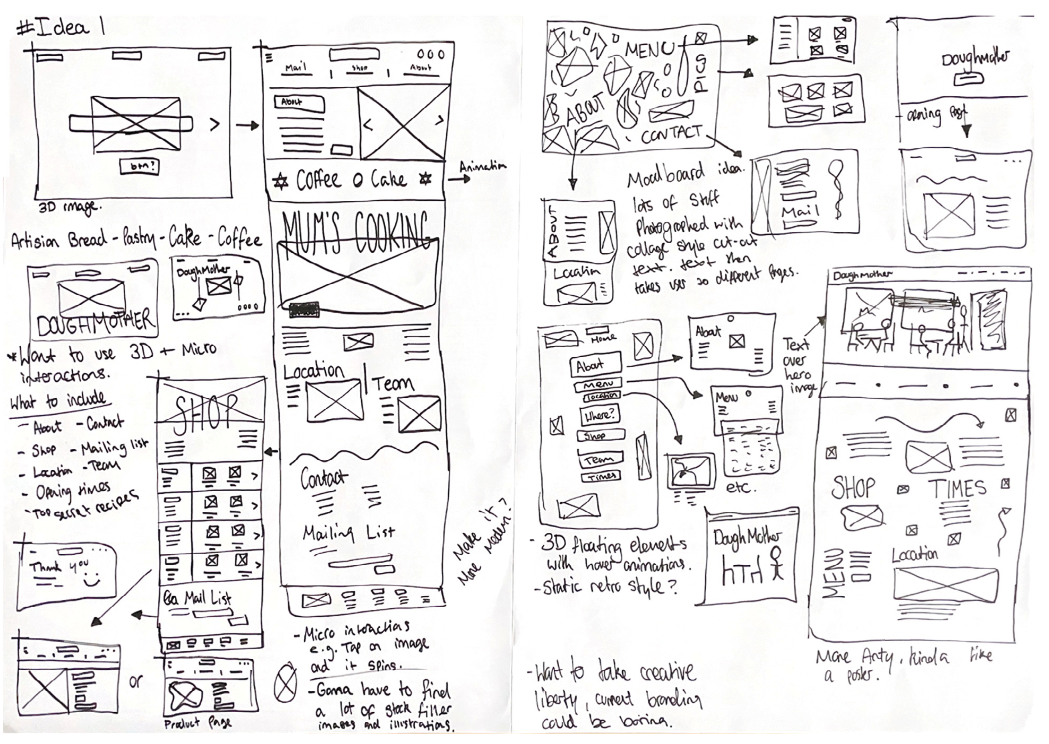 #Idea 1
btn?
3D image.
Mail
Shop
About
About
Coffee o Cake
Animation
MUM'S COOKING
Artision Bread - Pastry - Cake - Coffee
DOUGHMOTHER
DoughMother
*Want to use 3D + Micro
interactions.
What to include
- About - Contact
- Shop - Mailing list
- Location - Team
- Opening times
- Top secret recipes
SHOP
Location
Team
Contact
Mailing List
Make it
More Modern?
Thank you
Mail List
or
Product Page
- Micro interactions
e.g. Tap on image
and it spins.
- Gonna have to find
a lot of stock filler
images and illustrations.
MENU
PICS
ABOUT
CONTACT
Doughmother
Moodboard idea.
lots of stuff
Photographed with
collage style cut-out
text. text then
takes user so different pages.
Mail
ABOUT
Location
Home
About
Menu
Location
Where?
Shop
Team
Times
About
Menu
etc.
Text
over
hero
image
DoughMother
- 3D floating elements
with hover animations.
- Static retro style?
DoughMother
SHOP
TIMES
MENU
Location
More Arty, kinda like
a poster.
- Want to take creative
liberty, current branding
could be boring.